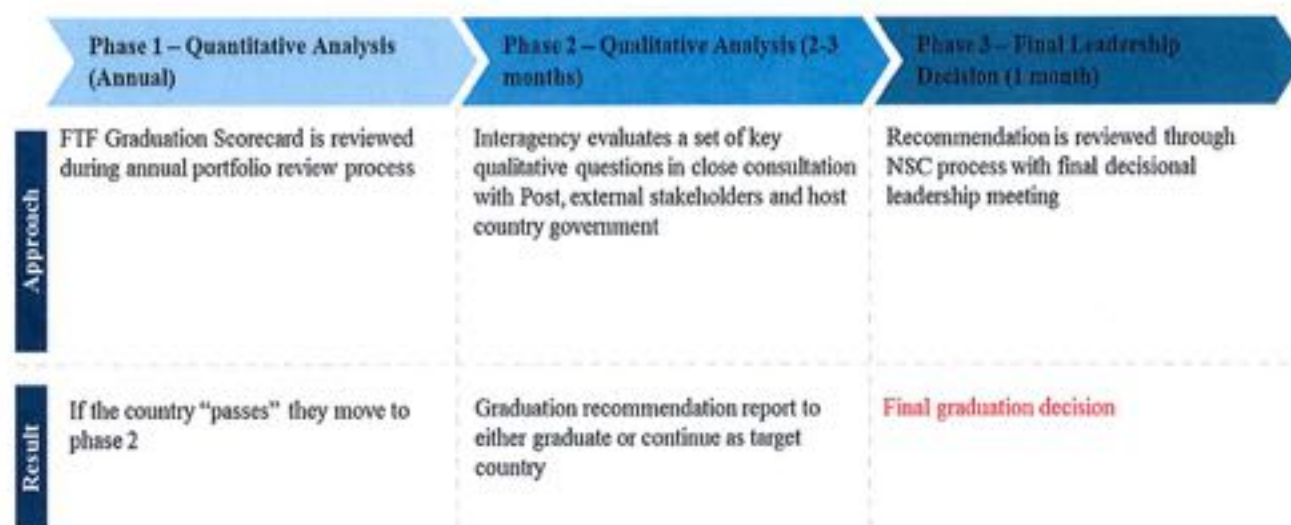 Phase 1 – Quantitative Analysis
(Annual)
Phase 2 – Qualitative Analysis (2-3
months)
Phase 3 – Final Leadership
Decision (1 month)
Approach
FTF Graduation Scorecard is reviewed
during annual portfolio review process
Interagency evaluates a set of key
qualitative questions in close consultation
with Post, external stakeholders and host
country government
Recommendation is reviewed through
NSC process with final decisional
leadership meeting
Result
If the country “passes” they move to
phase 2
Graduation recommendation report to
either graduate or continue as target
country
Final graduation decision